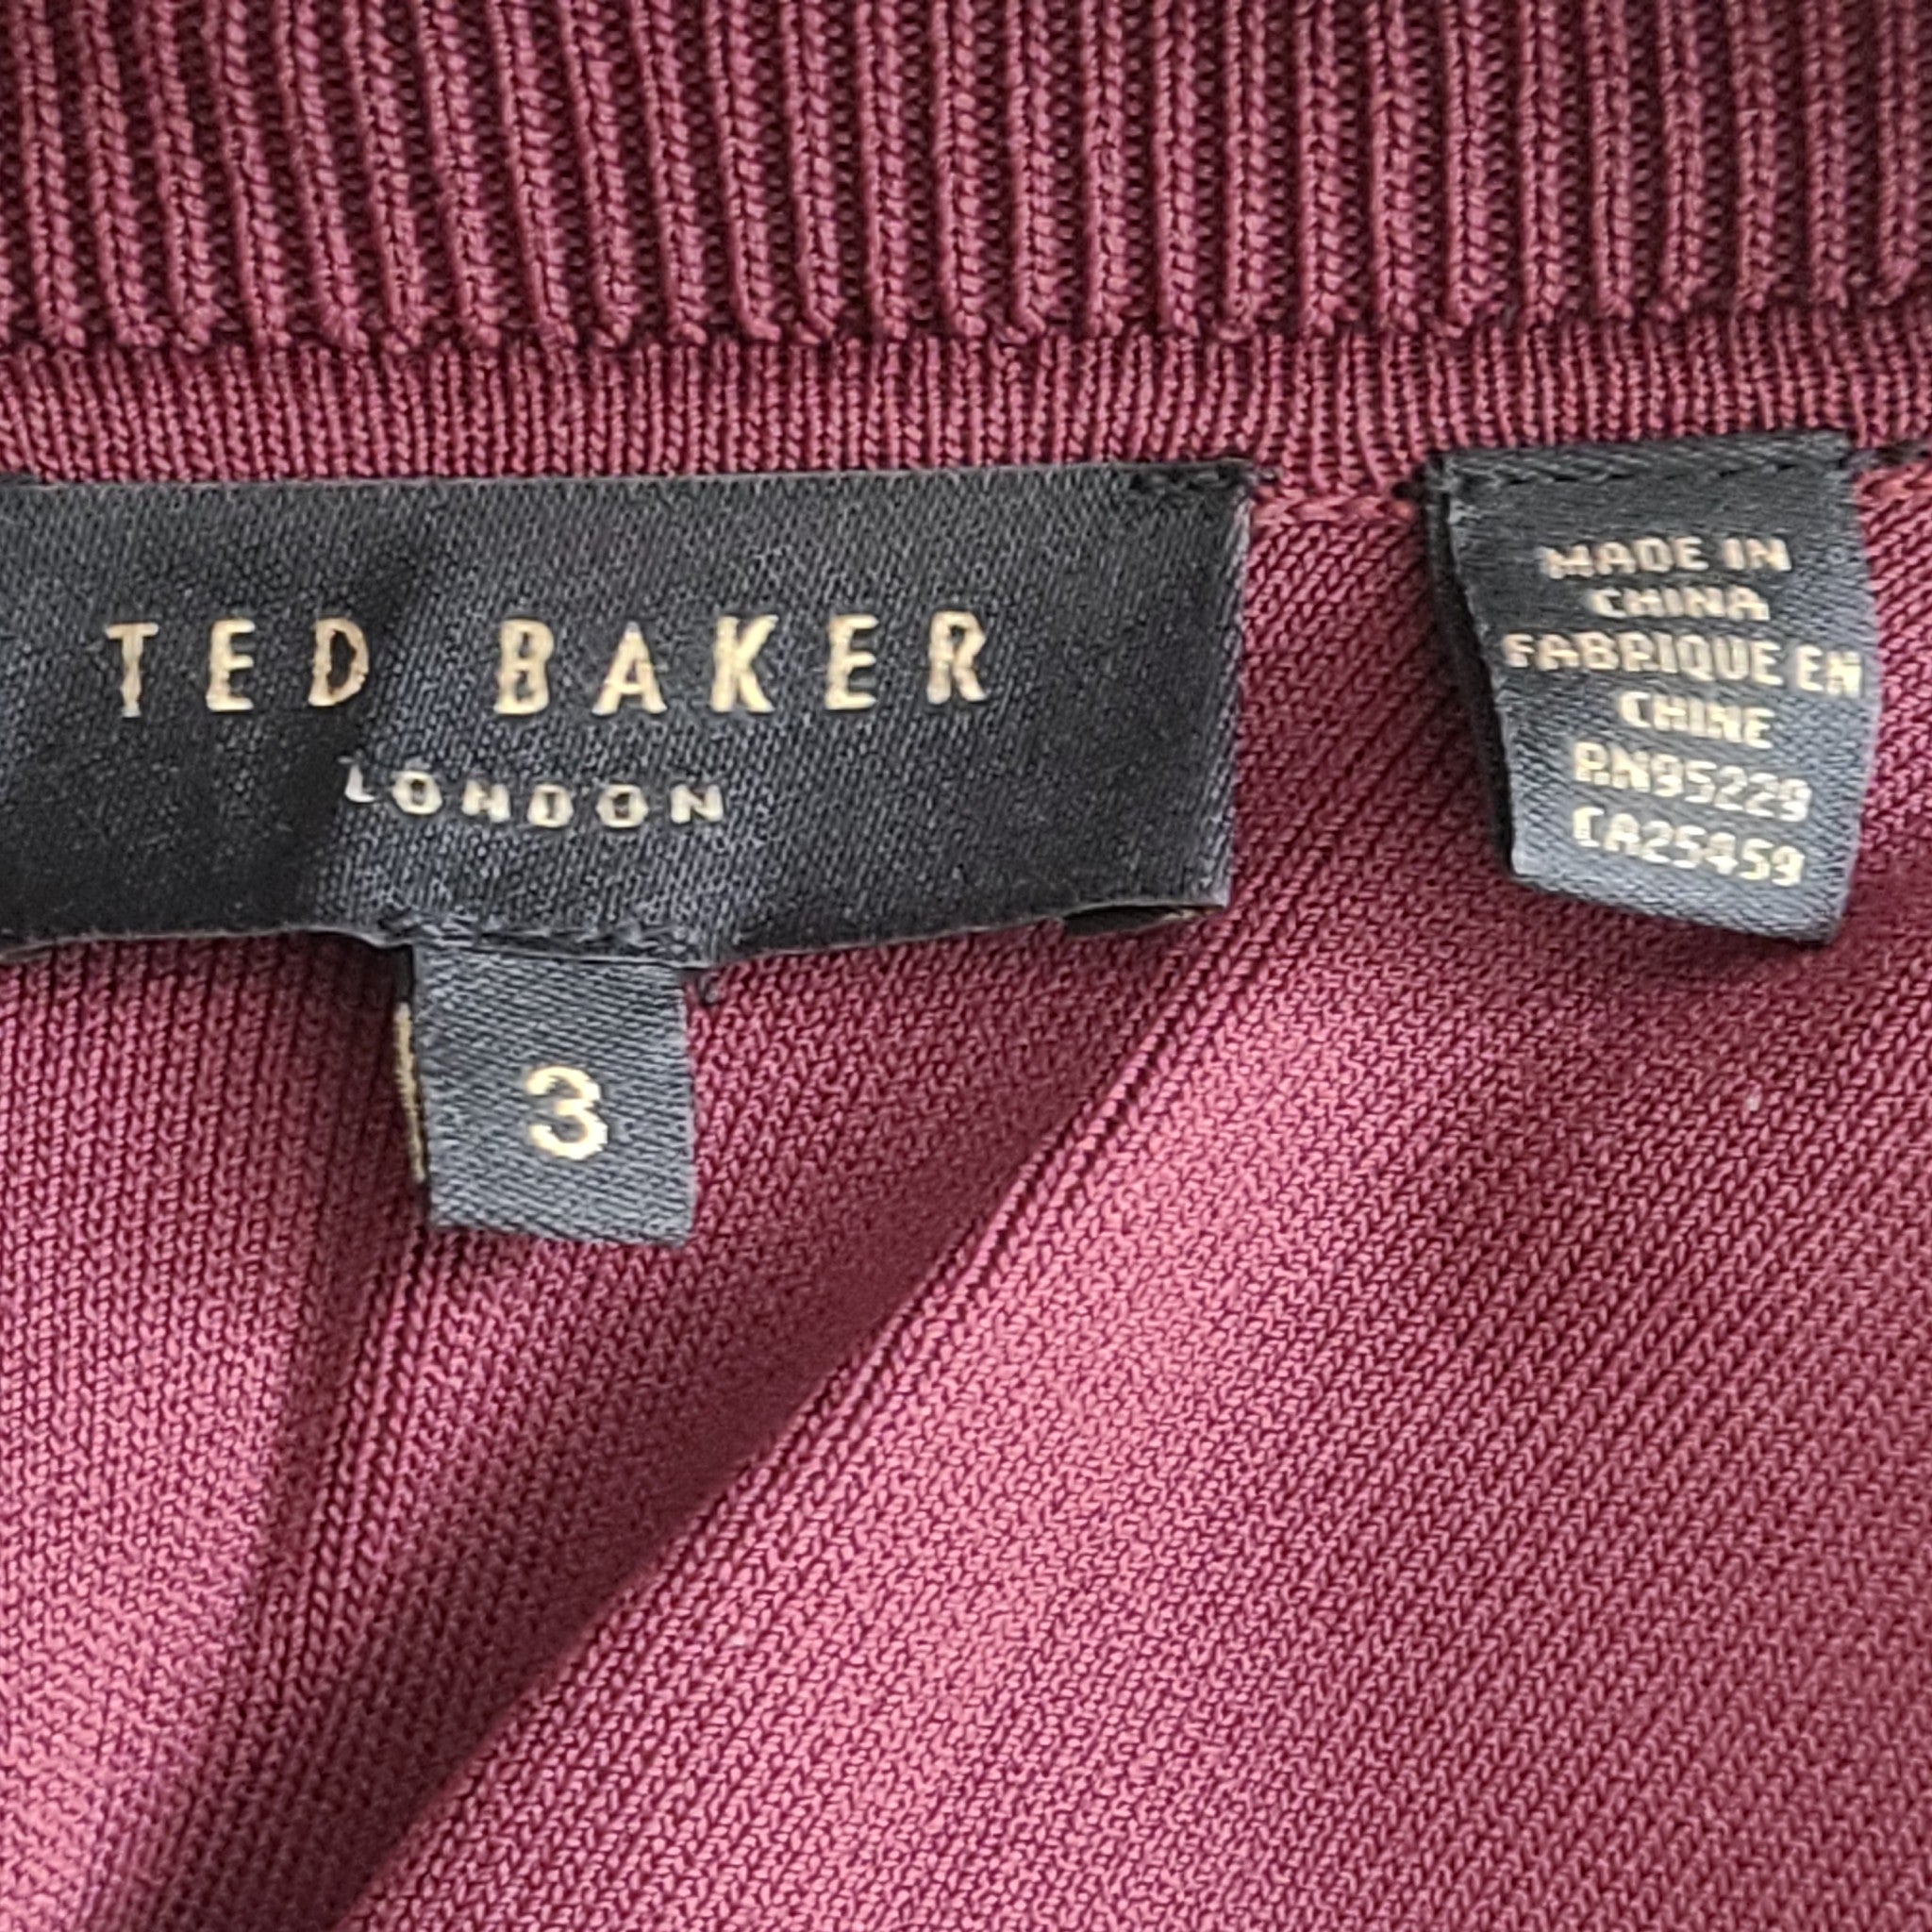 TED BAKER
LONDON
3
MADE IN
CHINA
FABRIQUE EN
CHINE
RN95229
CA25459